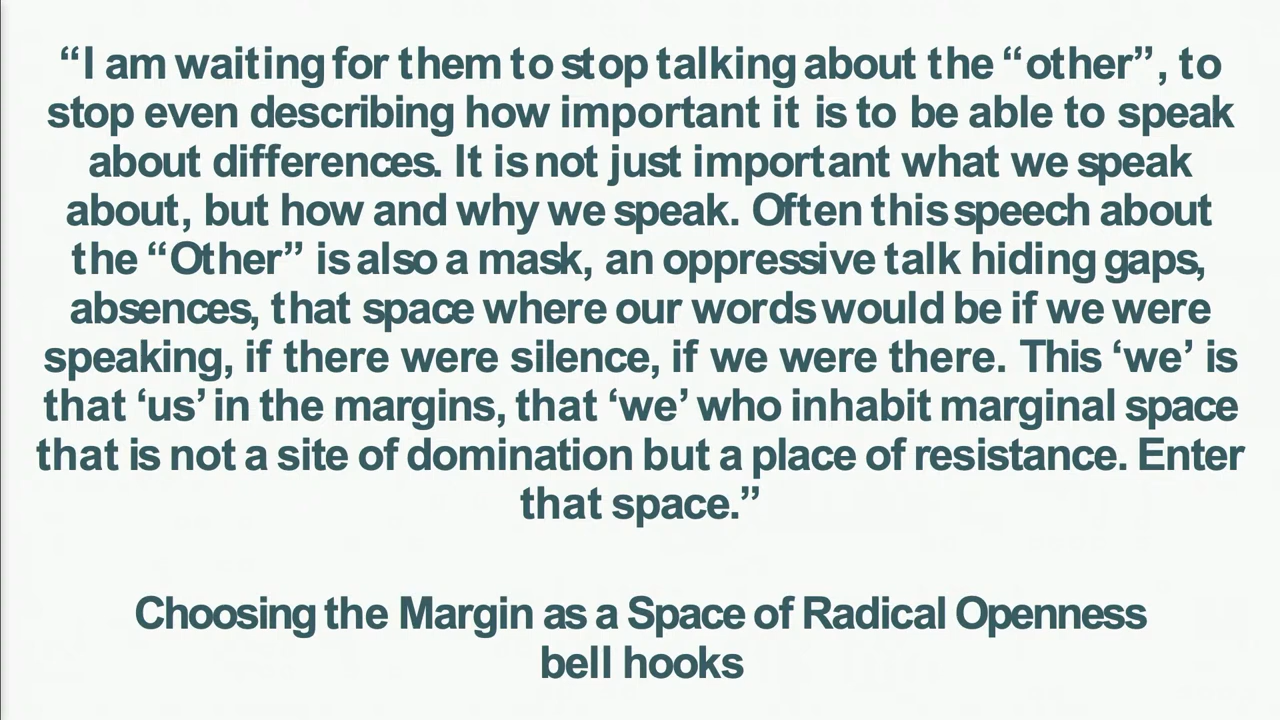 “I am waiting for them to stop talking about the “other”, to
stop even describing how important it is to be able to speak
about differences. It is not just important what we speak
about, but how and why we speak. Often this speech about
the “Other” is also a mask, an oppressive talk hiding gaps,
absences, that space where our words would be if we were
speaking, if there were silence, if we were there. This ‘we’ is
that ‘us’ in the margins, that ‘we’ who inhabit marginal space
that is not a site of domination but a place of resistance. Enter
that space.”
Choosing the Margin as a Space of Radical Openness
bell hooks